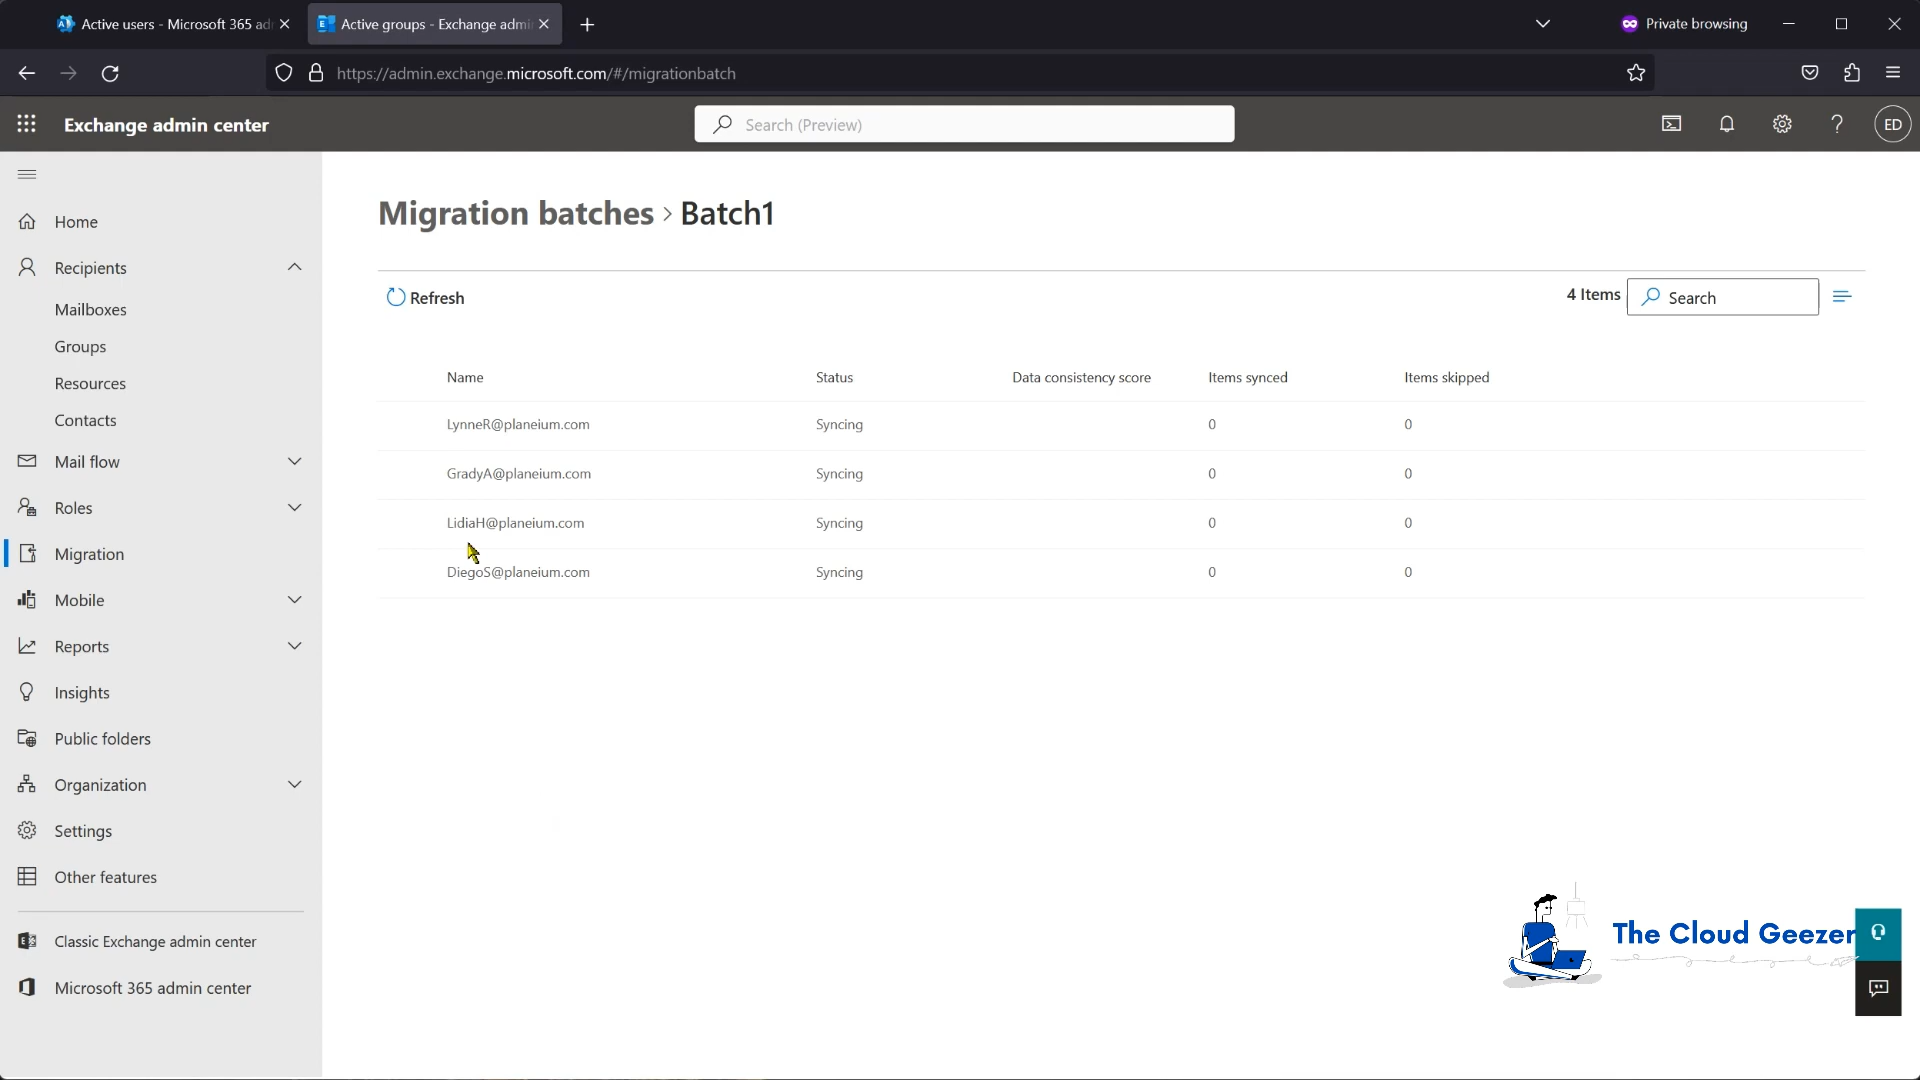 Active users - Microsoft 365 ad
Active groups - Exchange admi
Private browsing
https://admin.exchange.microsoft.com/#/migrationbatch
Exchange admin center
Search (Preview)
ED
Home
Recipients
Mailboxes
Groups
Resources
Contacts
Mail flow
Roles
Migration
Mobile
Reports
Insights
Public folders
Organization
Settings
Other features
Classic Exchange admin center
Microsoft 365 admin center
Migration batches > Batch1
Refresh
4 Items
Search
Name Status Data consistency score Items synced Items skipped
LynneR@planeium.com Syncing 0 0
GradyA@planeium.com Syncing 0 0
LidiaH@planeium.com Syncing 0 0
DiegoS@planeium.com Syncing 0 0
The Cloud Geezer